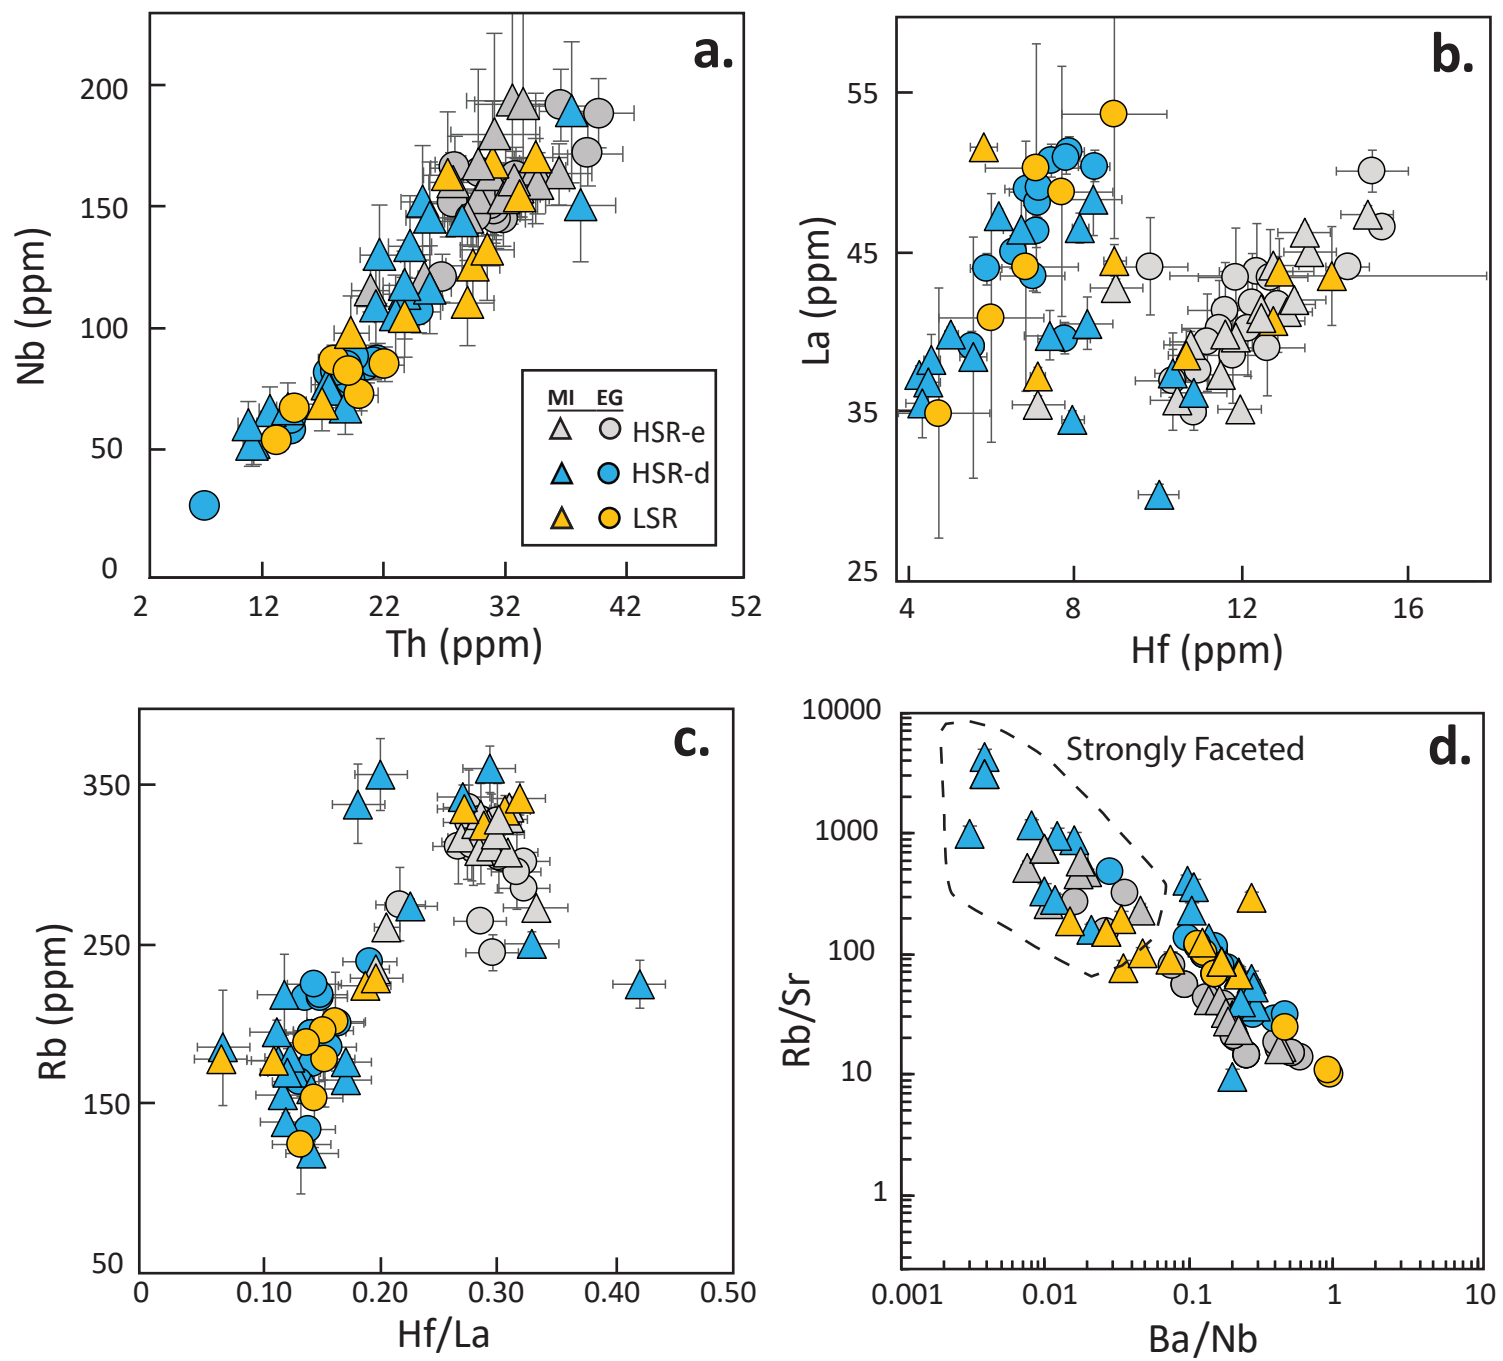 a.
200
150
100
50
0
Nb (ppm)
2 12 22 32 42 52
Th (ppm)
MI EG
HSR-e
HSR-d
LSR
b.
55
45
35
25
La (ppm)
4 8 12 16
Hf (ppm)
c.
350
250
150
50
Rb (ppm)
0 0.10 0.20 0.30 0.40 0.50
Hf/La
d.
Strongly Faceted
10000
1000
100
10
1
Rb/Sr
0.001 0.01 0.1 1 10
Ba/Nb